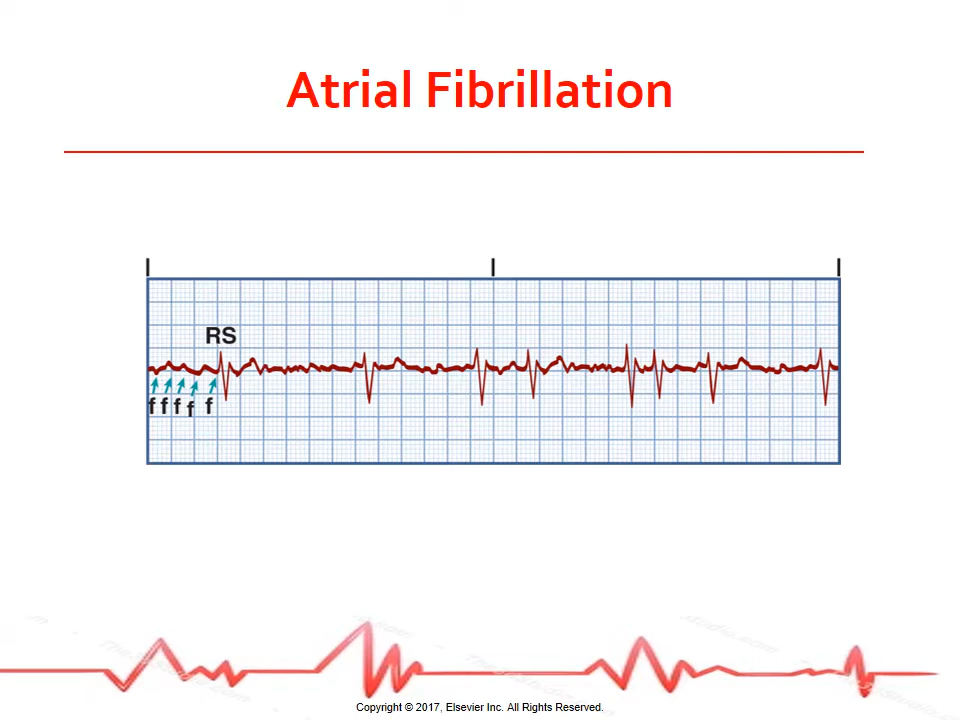 Atrial Fibrillation
RS
f f f f f
Copyright © 2017, Elsevier Inc. All Rights Reserved.